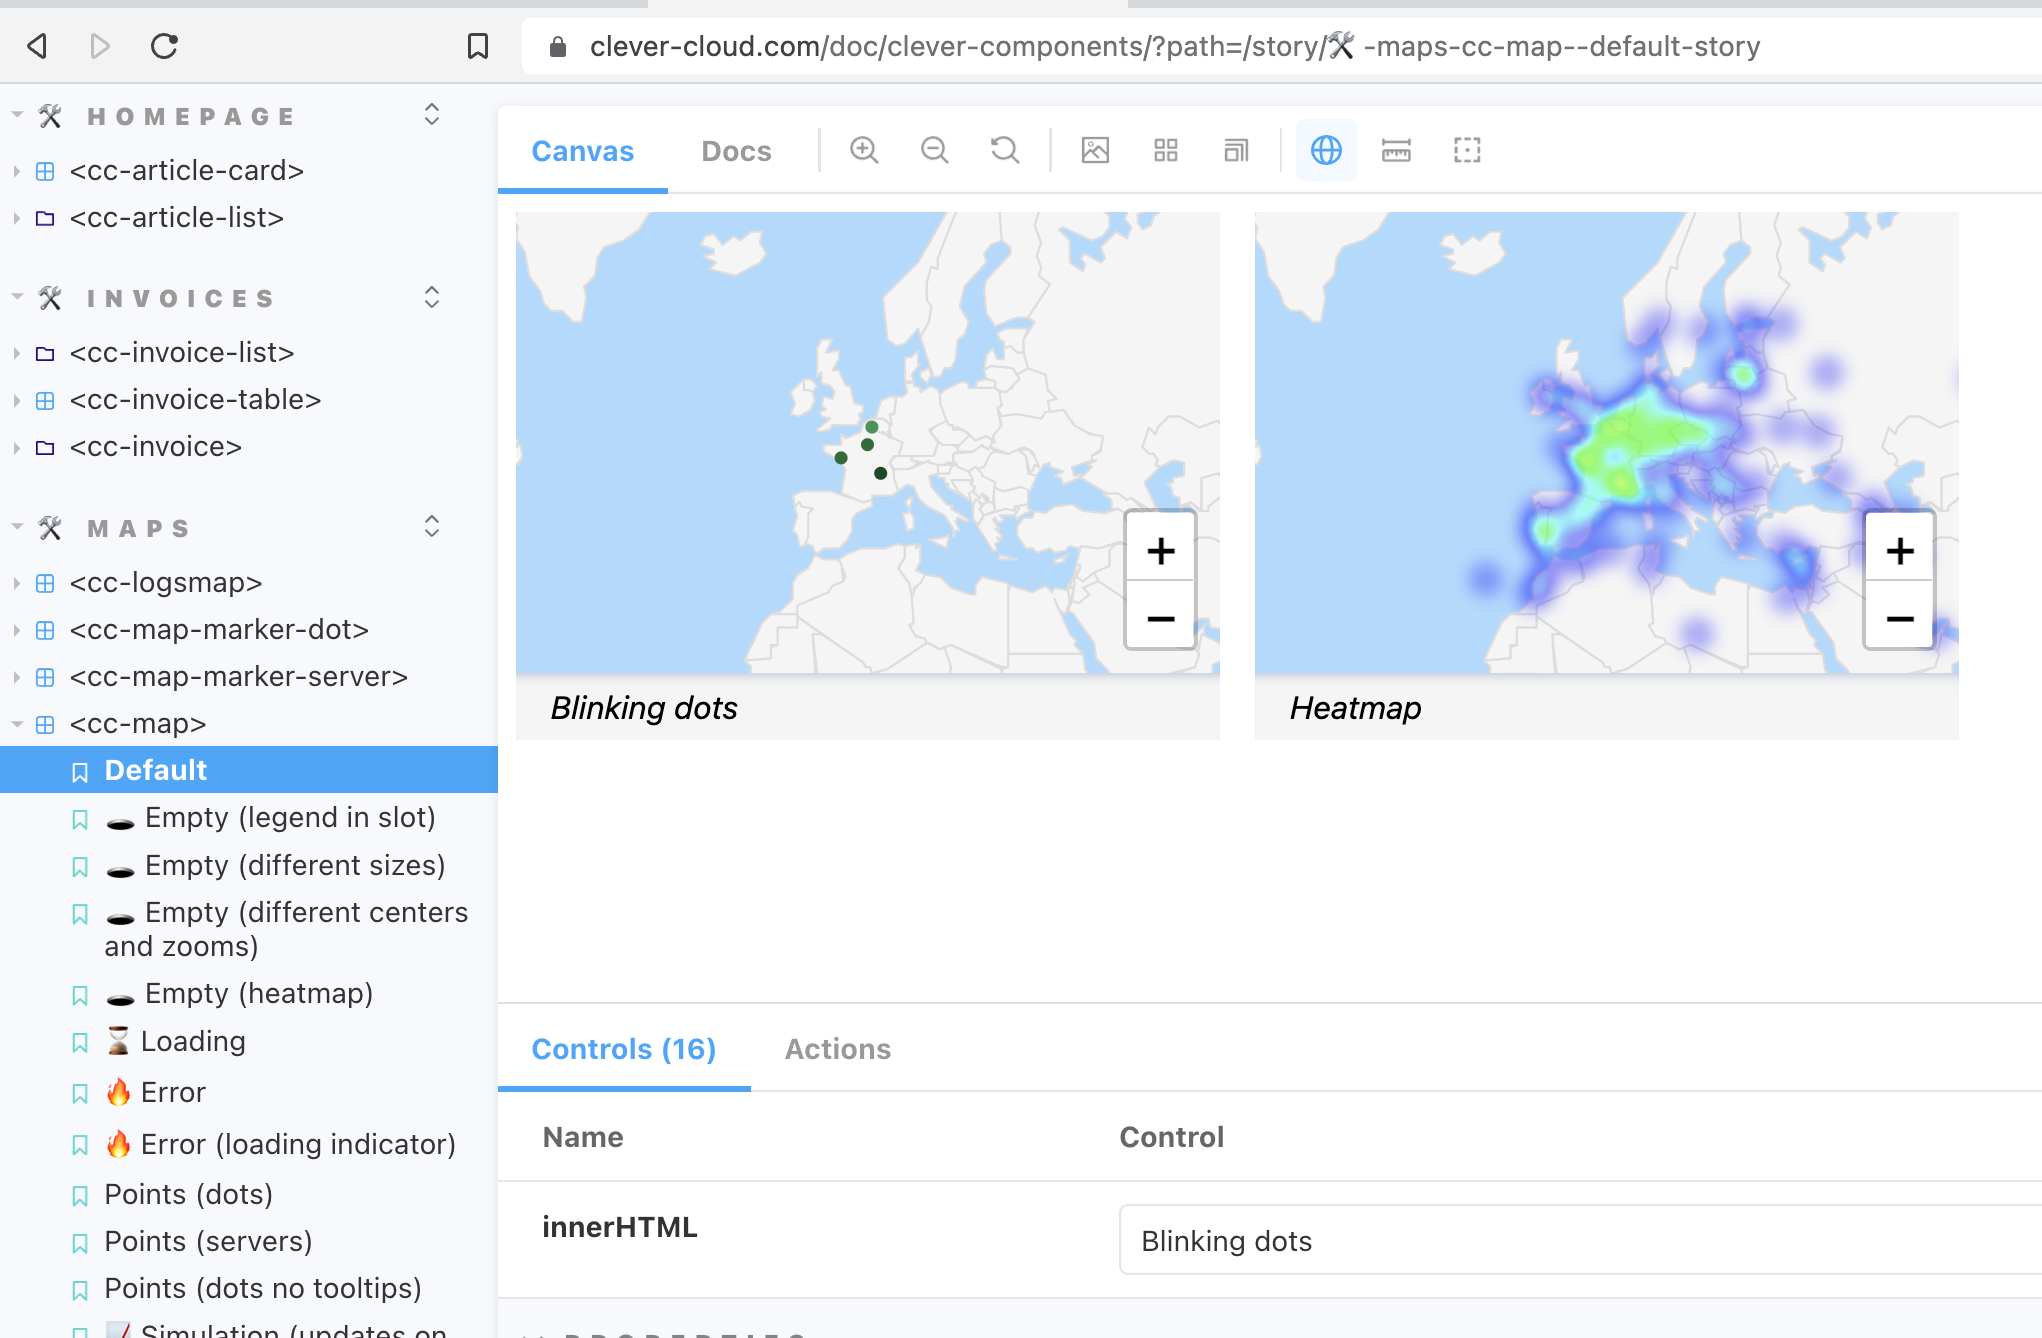 clever-cloud.com/doc/clever-components/?path=/story/🛠️-maps-cc-map--default-story
HOMEPAGE
<cc-article-card>
<cc-article-list>
INVOICES
<cc-invoice-list>
<cc-invoice-table>
<cc-invoice>
MAPS
<cc-logsmap>
<cc-map-marker-dot>
<cc-map-marker-server>
<cc-map>
Default
Empty (legend in slot)
Empty (different sizes)
Empty (different centers
and zooms)
Empty (heatmap)
Loading
Error
Error (loading indicator)
Points (dots)
Points (servers)
Points (dots no tooltips)
Simulation (updates on
Canvas
Docs
+
−
Blinking dots
+
−
Heatmap
Controls (16)
Actions
Name
Control
innerHTML
Blinking dots
PROPERTIES